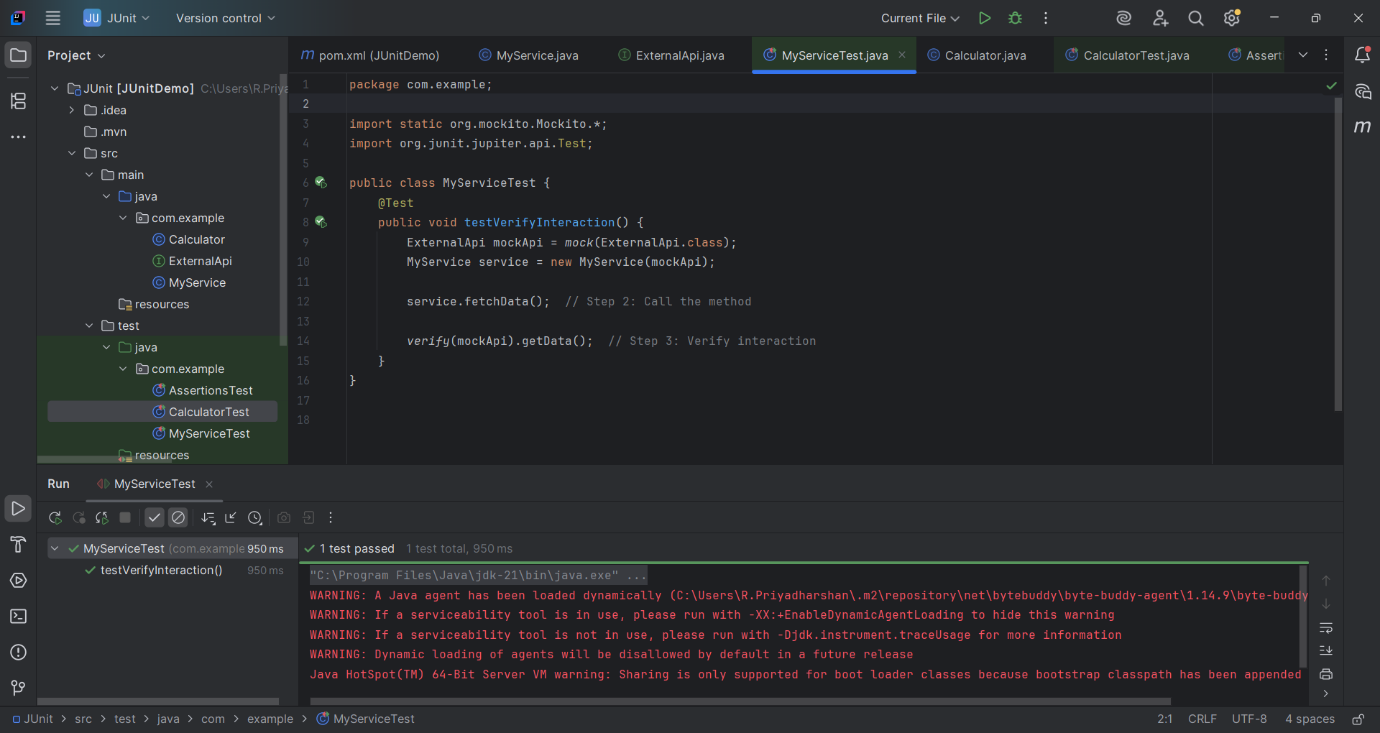 JU JUnit Version control Current File
Project
pom.xml (JUnitDemo) MyService.java ExternalApi.java MyServiceTest.java Calculator.java CalculatorTest.java Assert
JUnit [JUnitDemo] C:\Users\R.Priya
.idea
.mvn
src
main
java
com.example
Calculator
ExternalApi
MyService
resources
test
java
com.example
AssertionsTest
CalculatorTest
MyServiceTest
resources
1 package com.example;
2
3 import static org.mockito.Mockito.*;
4 import org.junit.jupiter.api.Test;
5
6 public class MyServiceTest {
7 @Test
8 public void testVerifyInteraction() {
9 ExternalApi mockApi = mock(ExternalApi.class);
10 MyService service = new MyService(mockApi);
11
12 service.fetchData(); // Step 2: Call the method
13
14 verify(mockApi).getData(); // Step 3: Verify interaction
15 }
16 }
17
18
Run MyServiceTest
MyServiceTest (com.example 950 ms
testVerifyInteraction() 950 ms
1 test passed 1 test total, 950 ms
"C:\Program Files\Java\jdk-21\bin\java.exe" ...
WARNING: A Java agent has been loaded dynamically (C:\Users\R.Priyadharshan\.m2\repository\net\bytebuddy\byte-buddy-agent\1.14.9\byte-buddy
WARNING: If a serviceability tool is in use, please run with -XX:+EnableDynamicAgentLoading to hide this warning
WARNING: If a serviceability tool is not in use, please run with -Djdk.instrument.traceUsage for more information
WARNING: Dynamic loading of agents will be disallowed by default in a future release
Java HotSpot(TM) 64-Bit Server VM warning: Sharing is only supported for boot loader classes because bootstrap classpath has been appended
JUnit > src > test > java > com > example > MyServiceTest 2:1 CRLF UTF-8 4 spaces